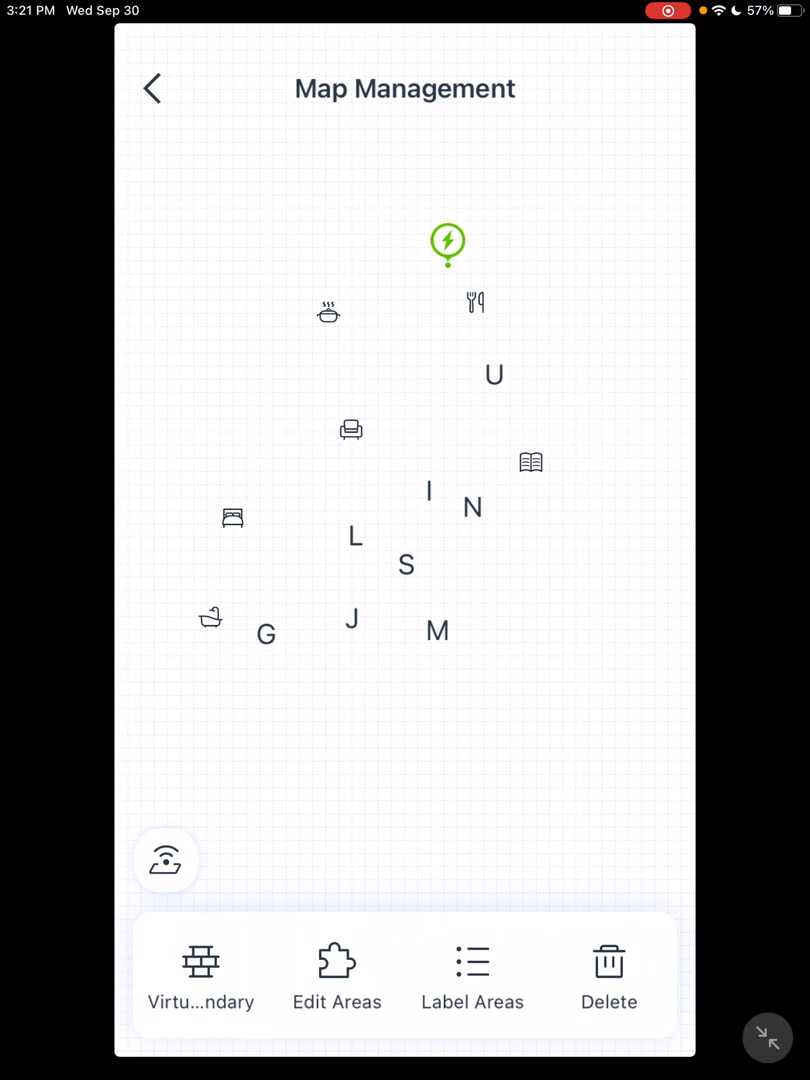 3:21 PM Wed Sep 30
57%
Map Management
U
I
N
L
S
J
M
G
Virtu...ndary
Edit Areas
Label Areas
Delete